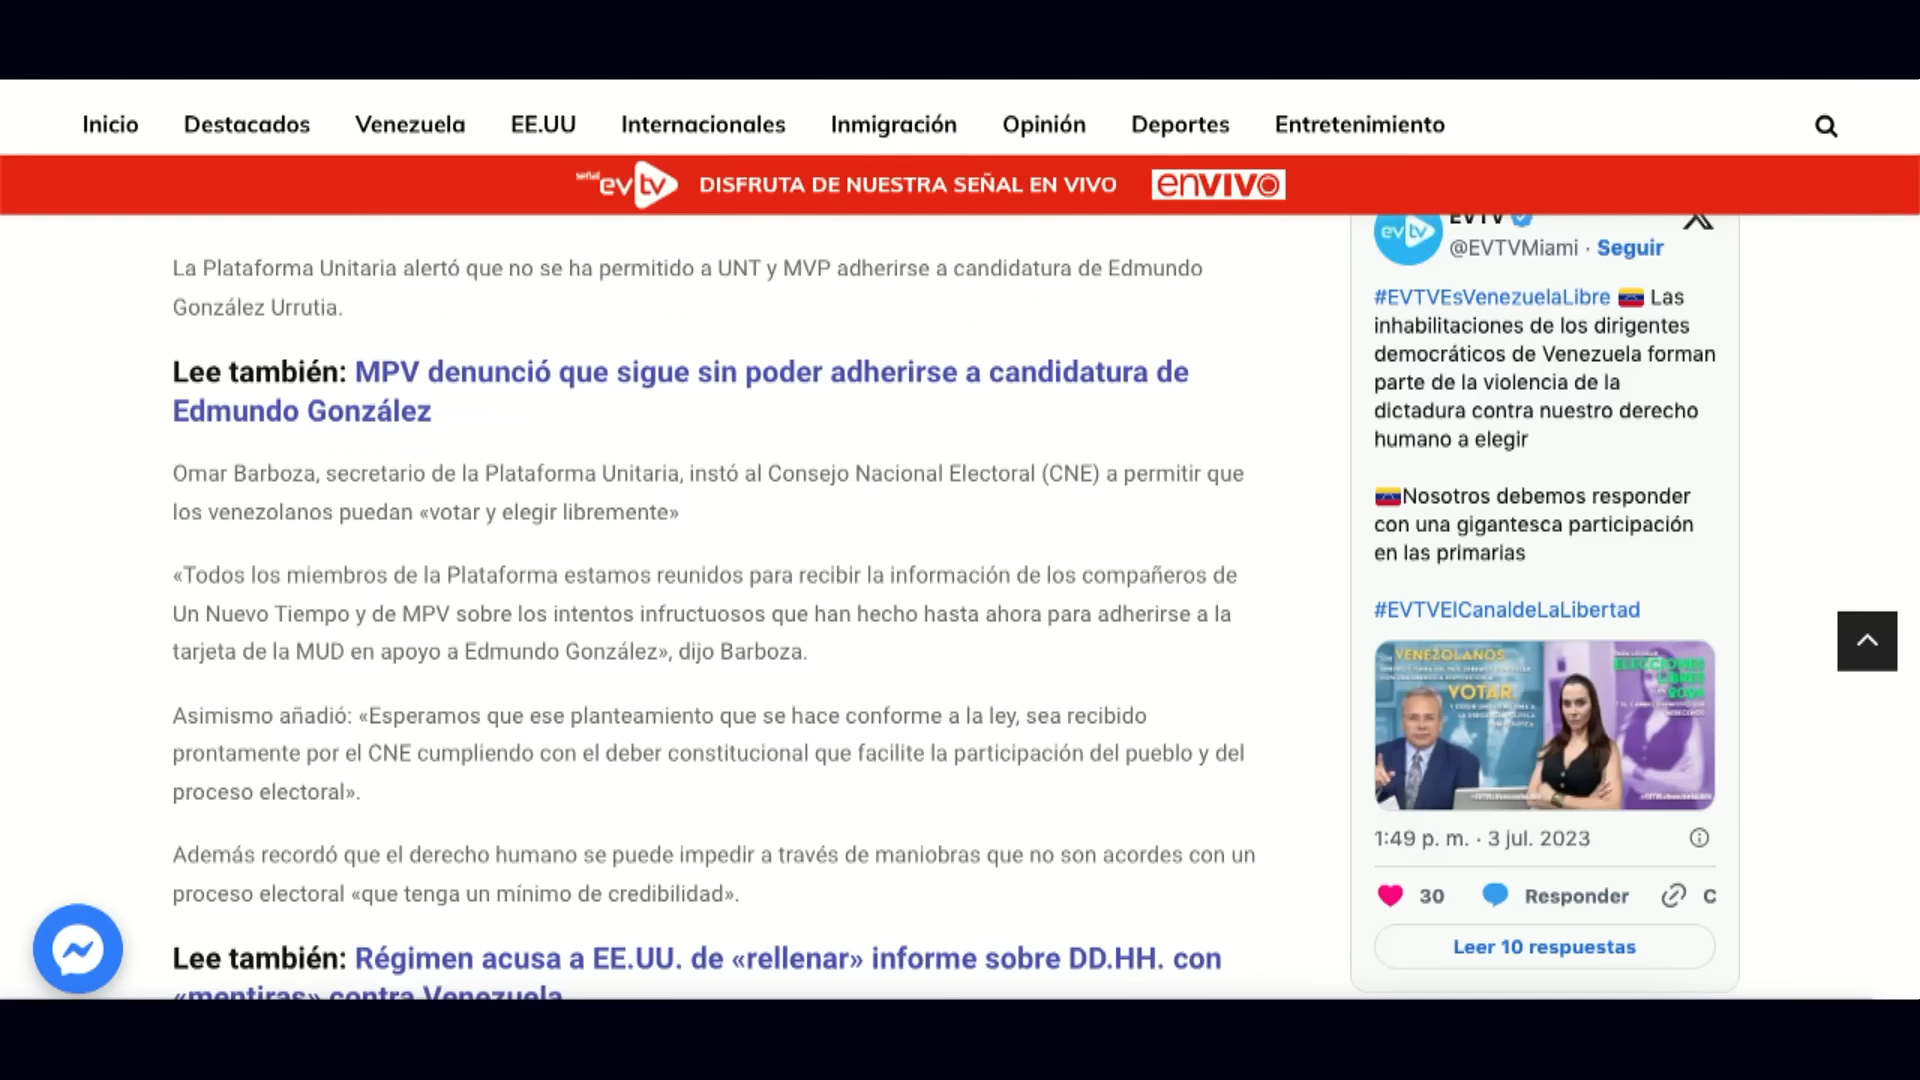 Inicio Destacados Venezuela EE.UU Internacionales Inmigración Opinión Deportes Entretenimiento
señal evtv DISFRUTA DE NUESTRA SEÑAL EN VIVO enVIVO
La Plataforma Unitaria alertó que no se ha permitido a UNT y MVP adherirse a candidatura de Edmundo
González Urrutia.
Lee también: MPV denunció que sigue sin poder adherirse a candidatura de
Edmundo González
Omar Barboza, secretario de la Plataforma Unitaria, instó al Consejo Nacional Electoral (CNE) a permitir que
los venezolanos puedan «votar y elegir libremente»
«Todos los miembros de la Plataforma estamos reunidos para recibir la información de los compañeros de
Un Nuevo Tiempo y de MPV sobre los intentos infructuosos que han hecho hasta ahora para adherirse a la
tarjeta de la MUD en apoyo a Edmundo González», dijo Barboza.
Asimismo añadió: «Esperamos que ese planteamiento que se hace conforme a la ley, sea recibido
prontamente por el CNE cumpliendo con el deber constitucional que facilite la participación del pueblo y del
proceso electoral».
Además recordó que el derecho humano se puede impedir a través de maniobras que no son acordes con un
proceso electoral «que tenga un mínimo de credibilidad».
Lee también: Régimen acusa a EE.UU. de «rellenar» informe sobre DD.HH. con
«mentiras» contra Venezuela
evtv
EVTV
@EVTVMiami · Seguir
#EVTVEsVenezuelaLibre Las
inhabilitaciones de los dirigentes
democráticos de Venezuela forman
parte de la violencia de la
dictadura contra nuestro derecho
humano a elegir
Nosotros debemos responder
con una gigantesca participación
en las primarias
#EVTVElCanaldeLaLibertad
VENEZOLANOS
VOTAR
ELECCIONES
LIBRES
2024
1:49 p. m. · 3 jul. 2023
30 Responder C
Leer 10 respuestas